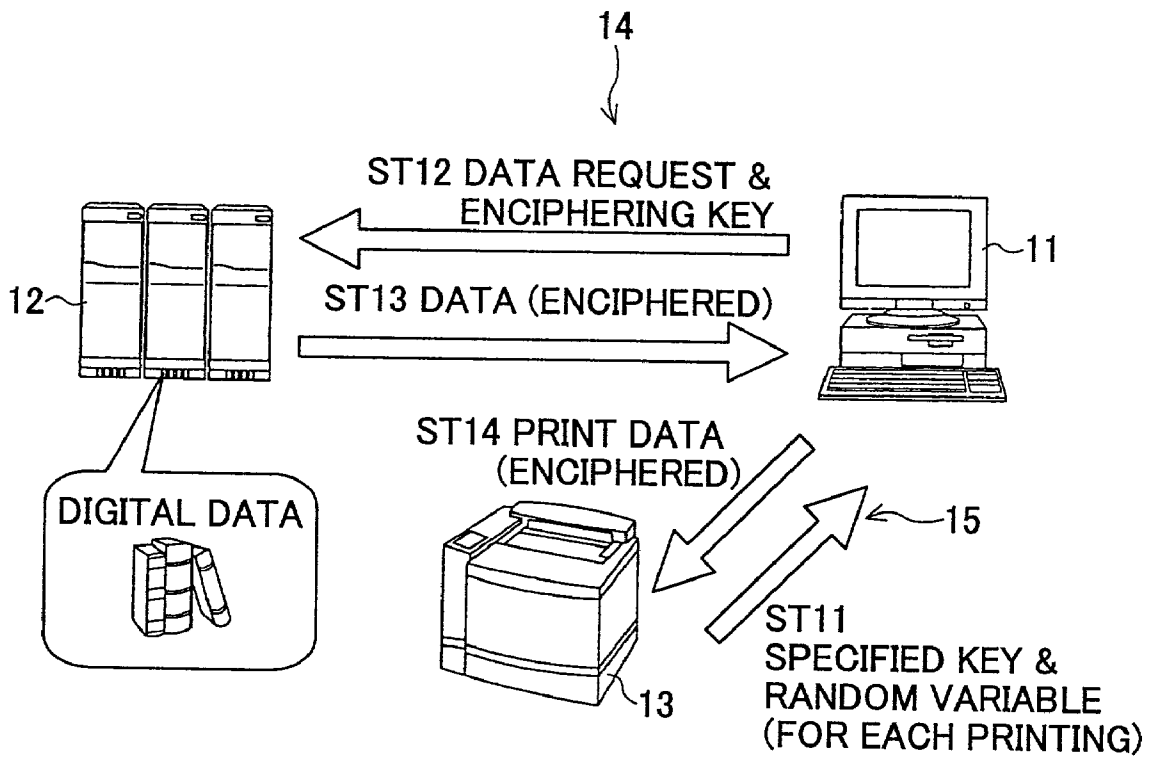 14
ST12 DATA REQUEST &
ENCIPHERING KEY
11
12
ST13 DATA (ENCIPHERED)
ST14 PRINT DATA
(ENCIPHERED)
DIGITAL DATA
15
13
ST11
SPECIFIED KEY &
RANDOM VARIABLE
(FOR EACH PRINTING)